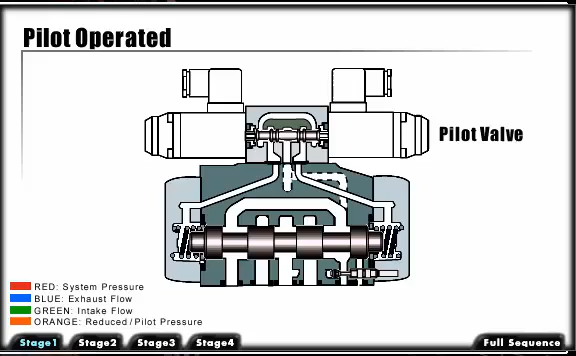 Pilot Operated
Pilot Valve
RED: System Pressure
BLUE: Exhaust Flow
GREEN: Intake Flow
ORANGE: Reduced/Pilot Pressure
Stage1 Stage2 Stage3 Stage4 Full Sequence